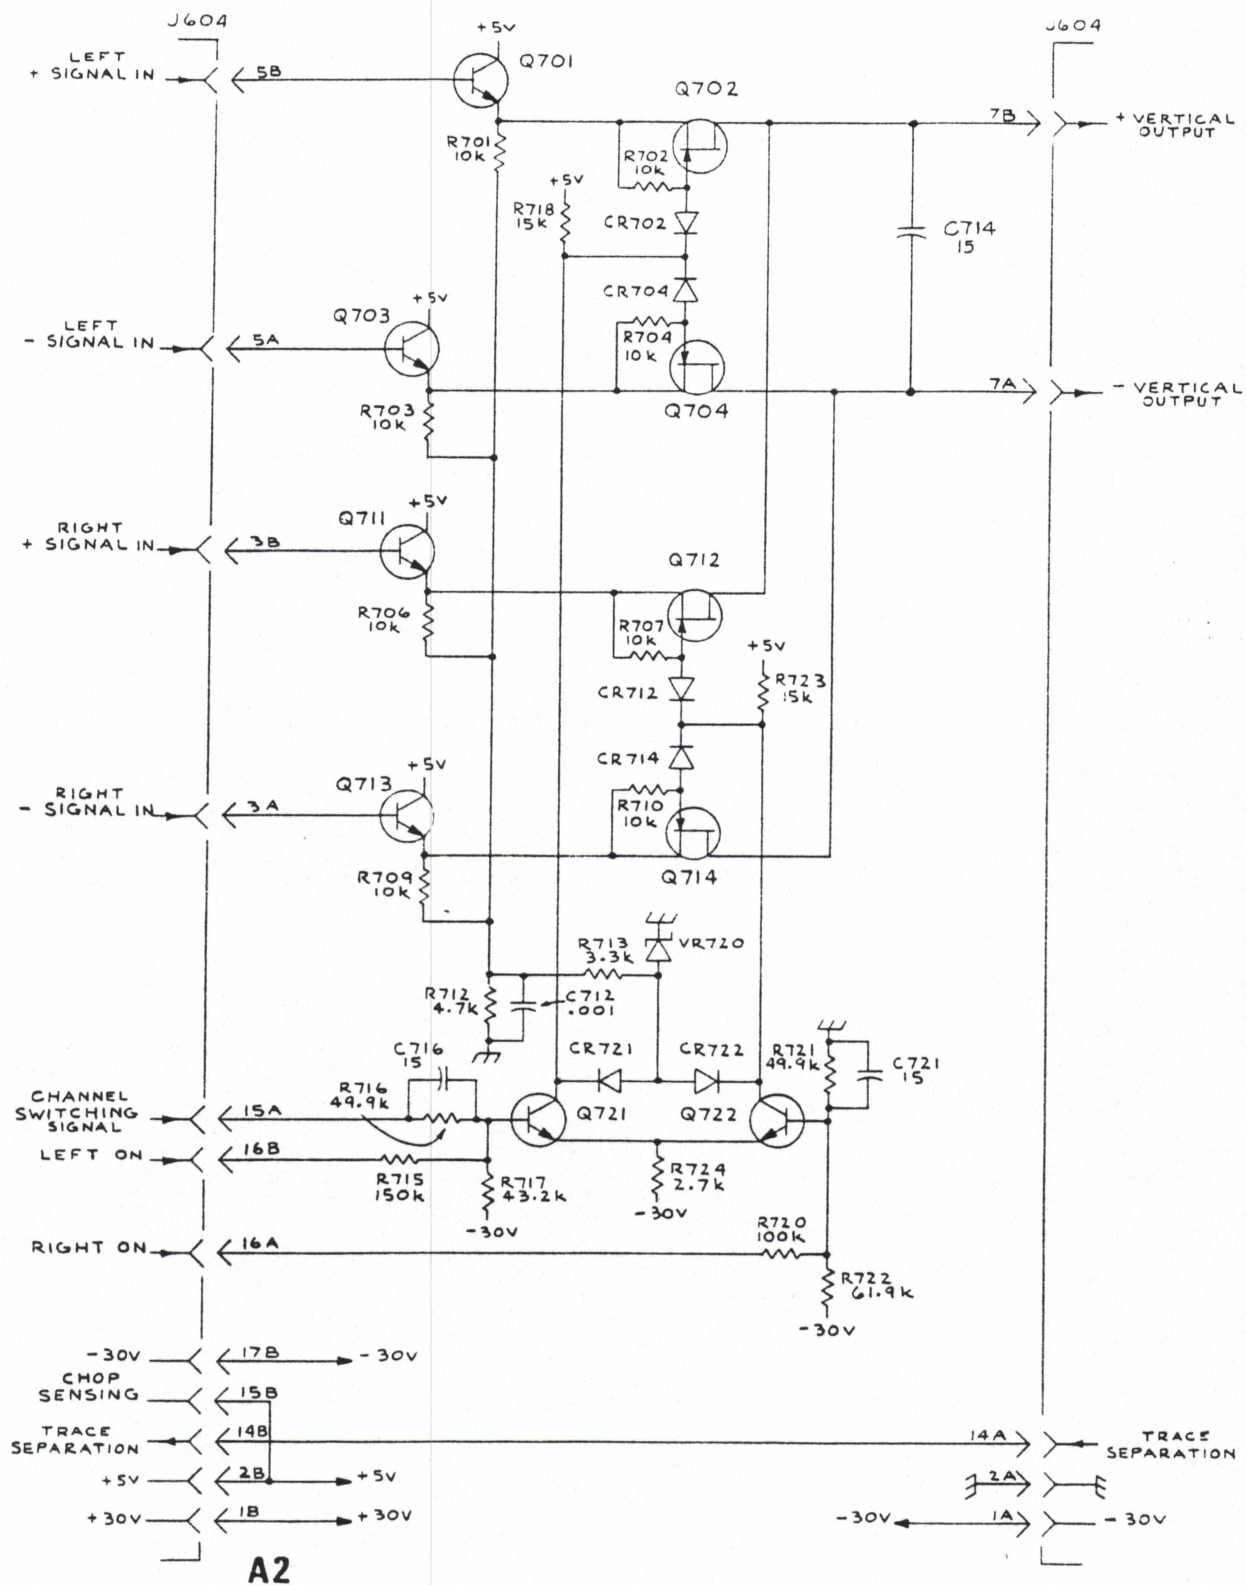 J604
J604
+5V
Q701
LEFT
+ SIGNAL IN
5B
Q702
7B
+ VERTICAL
OUTPUT
R701
10k
R702
10k
+5V
R718
15k
CR702
C714
15
CR704
+5V
Q703
LEFT
- SIGNAL IN
5A
R704
10k
7A
- VERTICAL
OUTPUT
Q704
R703
10k
+5V
Q711
RIGHT
+ SIGNAL IN
3B
Q712
R706
10k
R707
10k
+5V
R723
15k
CR712
CR714
+5V
Q713
RIGHT
- SIGNAL IN
3A
R710
10k
Q714
R709
10k
R713
3.3k
VR720
R712
4.7k
C712
.001
C716
15
CR721
CR722
R721
49.9k
C721
15
R716
49.9k
CHANNEL
SWITCHING
SIGNAL
15A
Q721
Q722
LEFT ON
16B
R715
150k
R717
43.2k
-30V
R724
2.7k
-30V
R720
100k
RIGHT ON
16A
R722
61.9k
-30V
-30V
17B
-30V
CHOP
SENSING
15B
TRACE
SEPARATION
14B
14A
TRACE
SEPARATION
+5V
2B
+5V
2A
+30V
1B
+30V
-30V
1A
-30V
A2